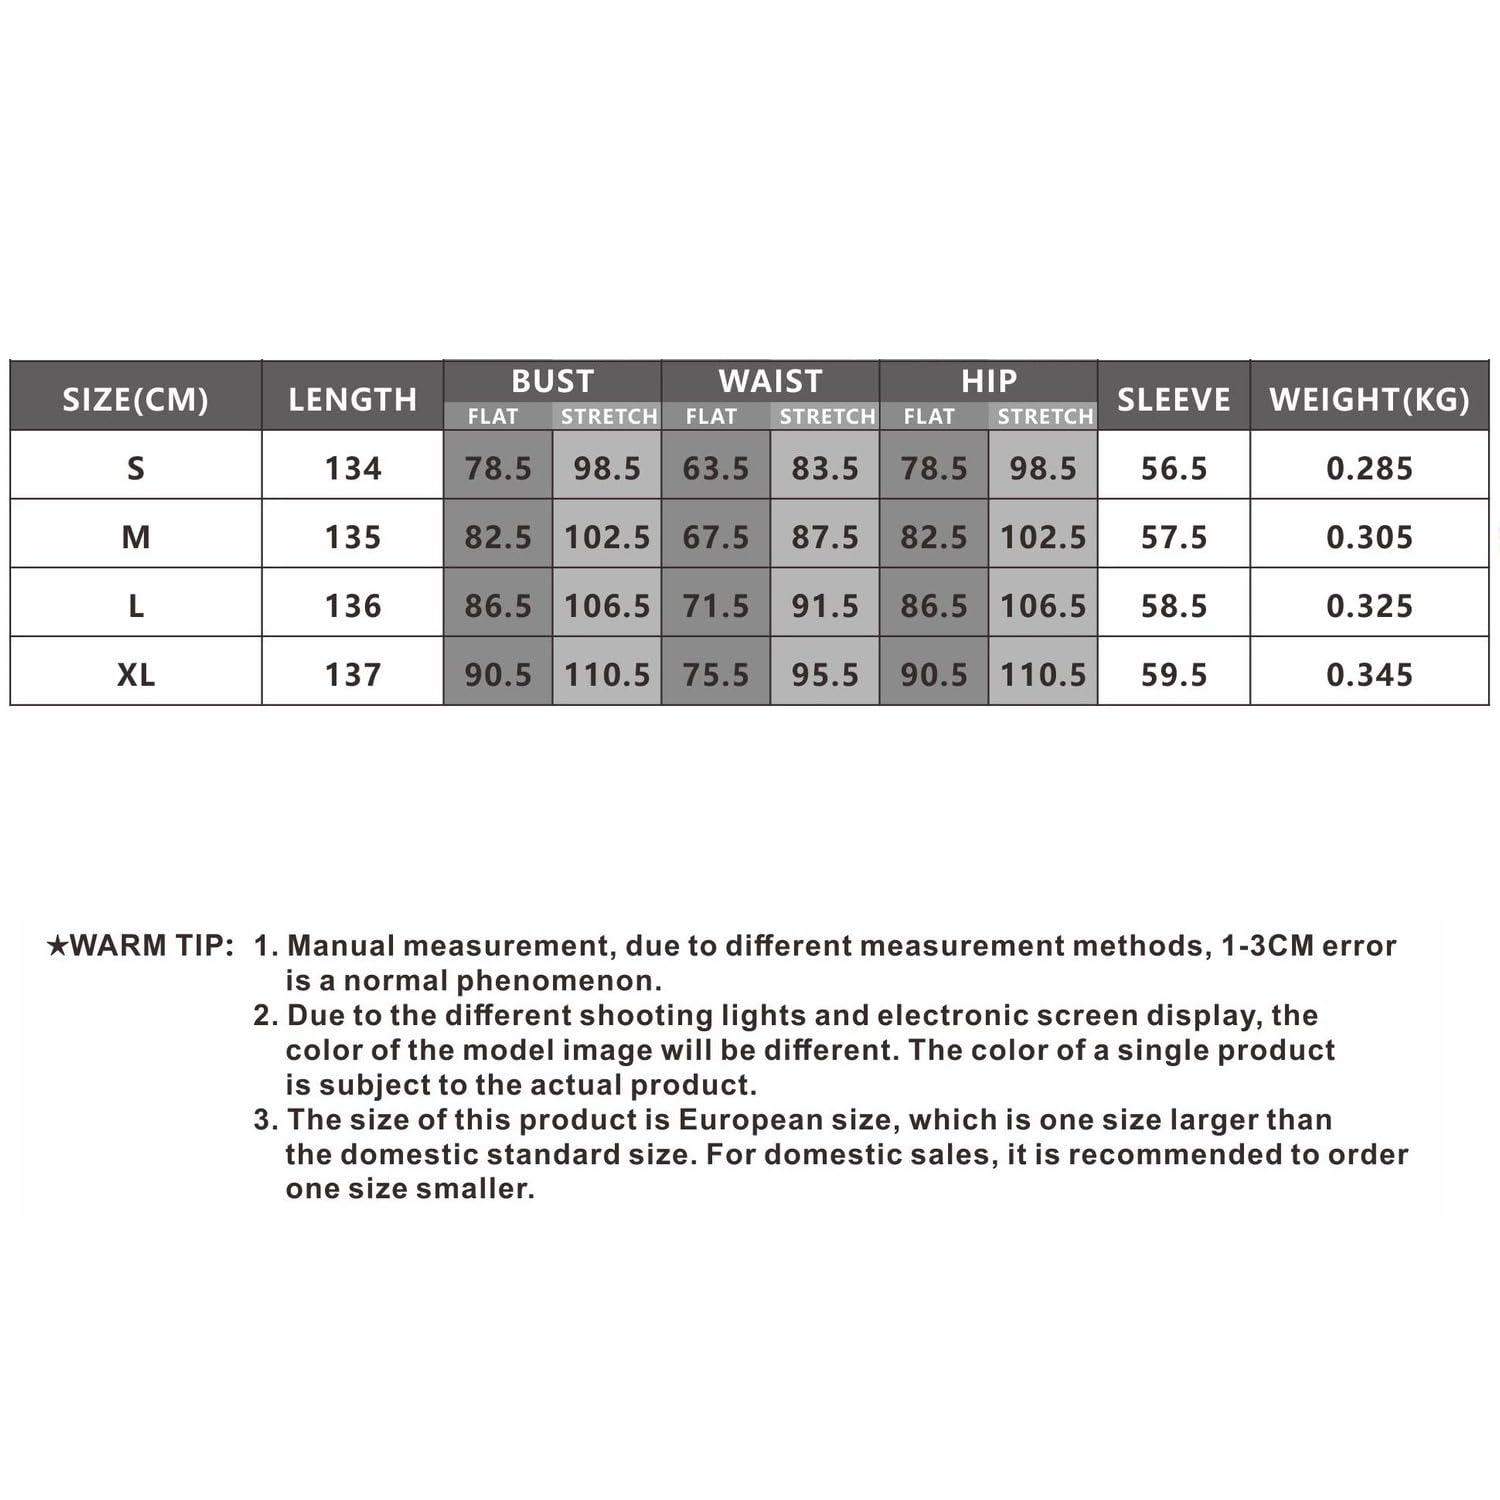 SIZE(CM) LENGTH BUST WAIST HIP SLEEVE WEIGHT(KG)
FLAT STRETCH FLAT STRETCH FLAT STRETCH
S 134 78.5 98.5 63.5 83.5 78.5 98.5 56.5 0.285
M 135 82.5 102.5 67.5 87.5 82.5 102.5 57.5 0.305
L 136 86.5 106.5 71.5 91.5 86.5 106.5 58.5 0.325
XL 137 90.5 110.5 75.5 95.5 90.5 110.5 59.5 0.345
★WARM TIP: 1. Manual measurement, due to different measurement methods, 1-3CM error
is a normal phenomenon.
2. Due to the different shooting lights and electronic screen display, the
color of the model image will be different. The color of a single product
is subject to the actual product.
3. The size of this product is European size, which is one size larger than
the domestic standard size. For domestic sales, it is recommended to order
one size smaller.